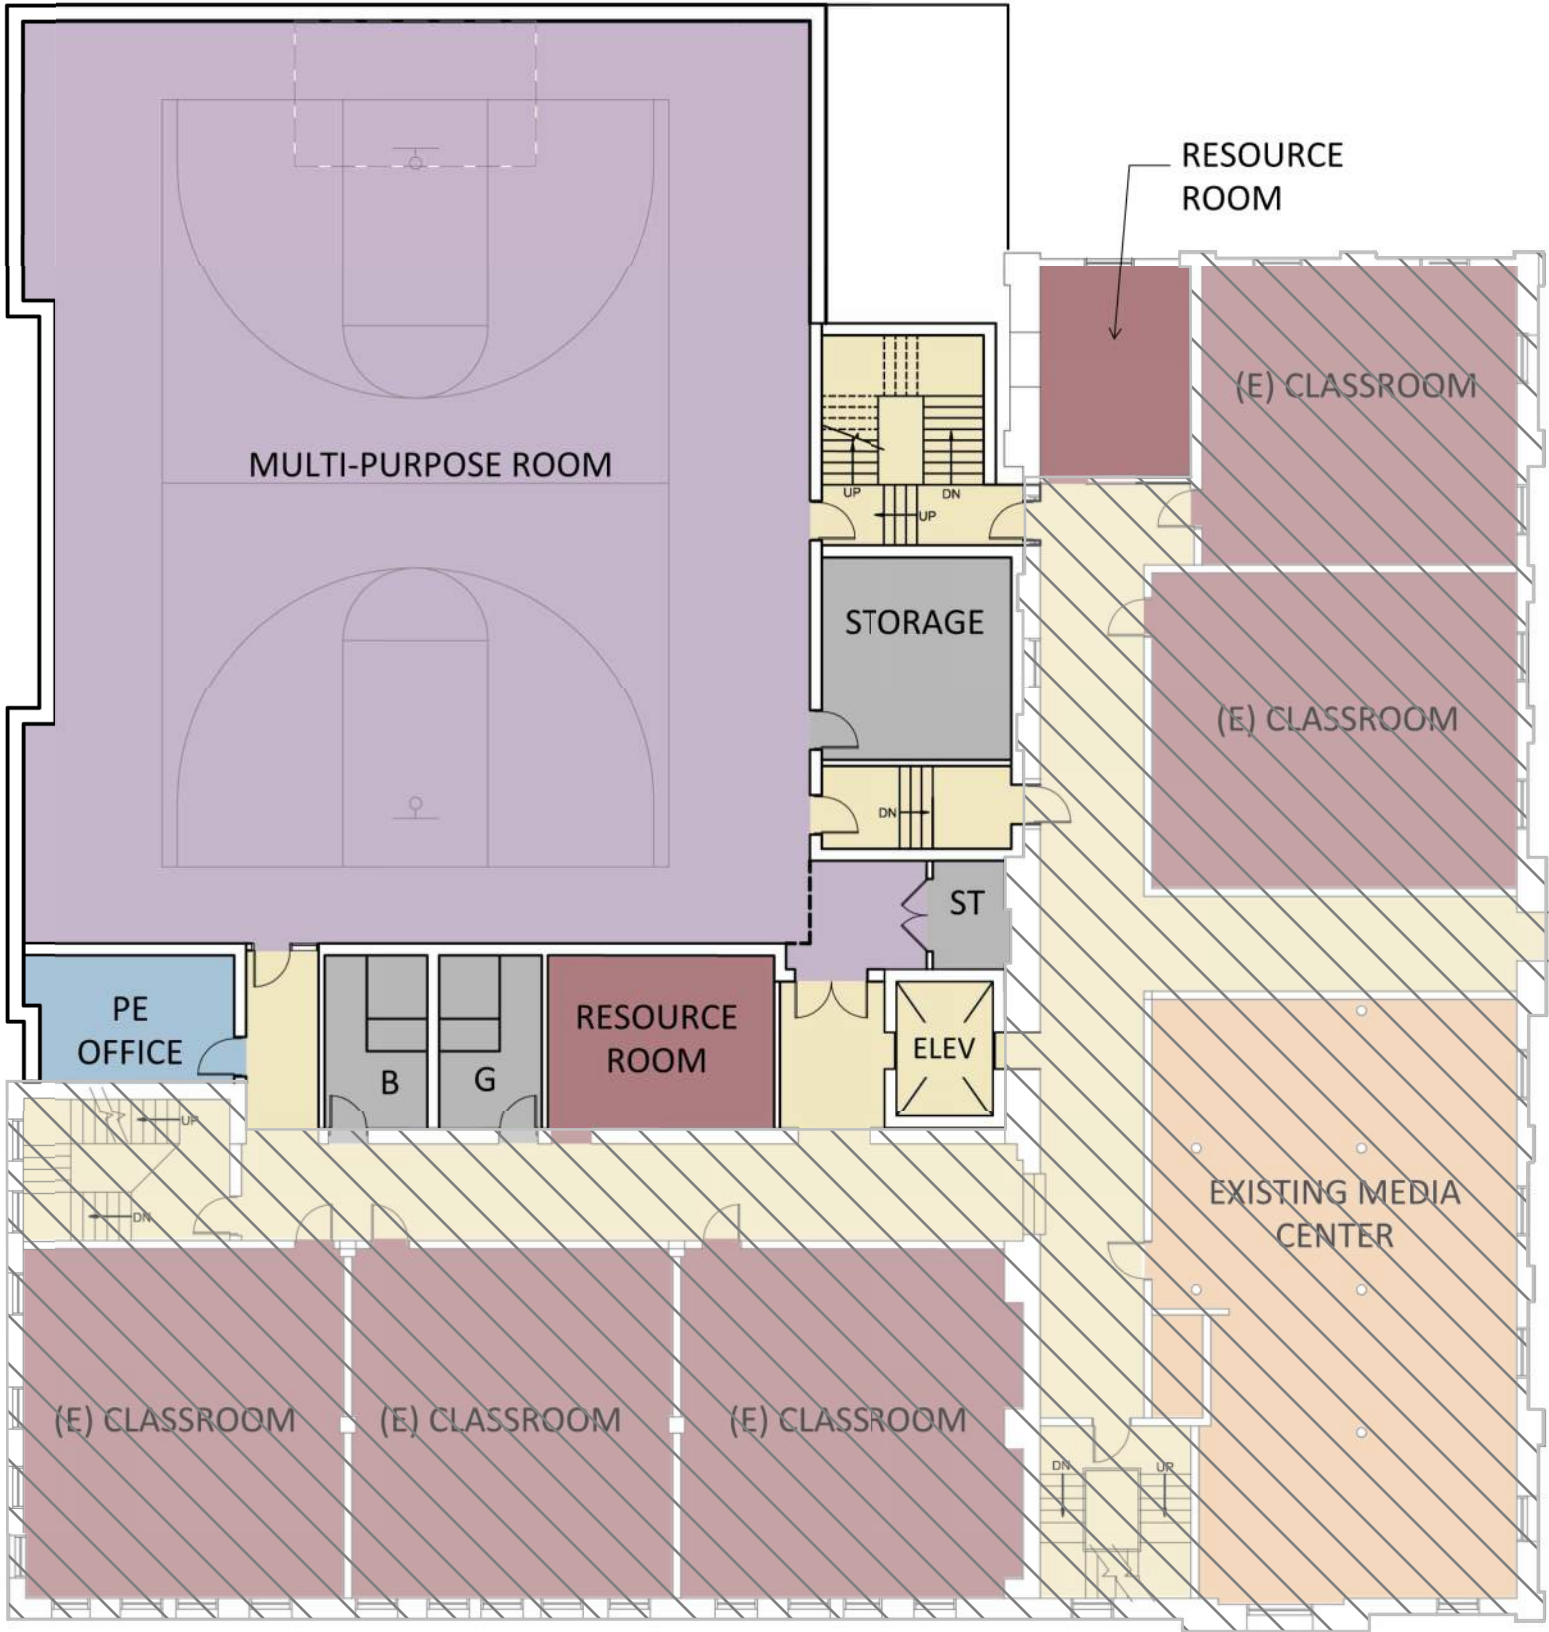 RESOURCE
ROOM
(E) CLASSROOM
MULTI-PURPOSE ROOM
UP
DN
UP
STORAGE
(E) CLASSROOM
DN
ST
PE
OFFICE
B
G
RESOURCE
ROOM
ELEV
UP
DN
EXISTING MEDIA
CENTER
(E) CLASSROOM
(E) CLASSROOM
(E) CLASSROOM
DN
UP